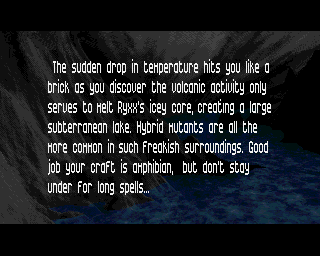 The sudden drop in temperature hits you like a
brick as you discover the volcanic activity only
serves to melt Ryxx's icey core, creating a large
subterranean lake. Hybrid mutants are all the
more common in such freakish surroundings. Good
job your craft is amphibian, but don't stay
under for long spells...